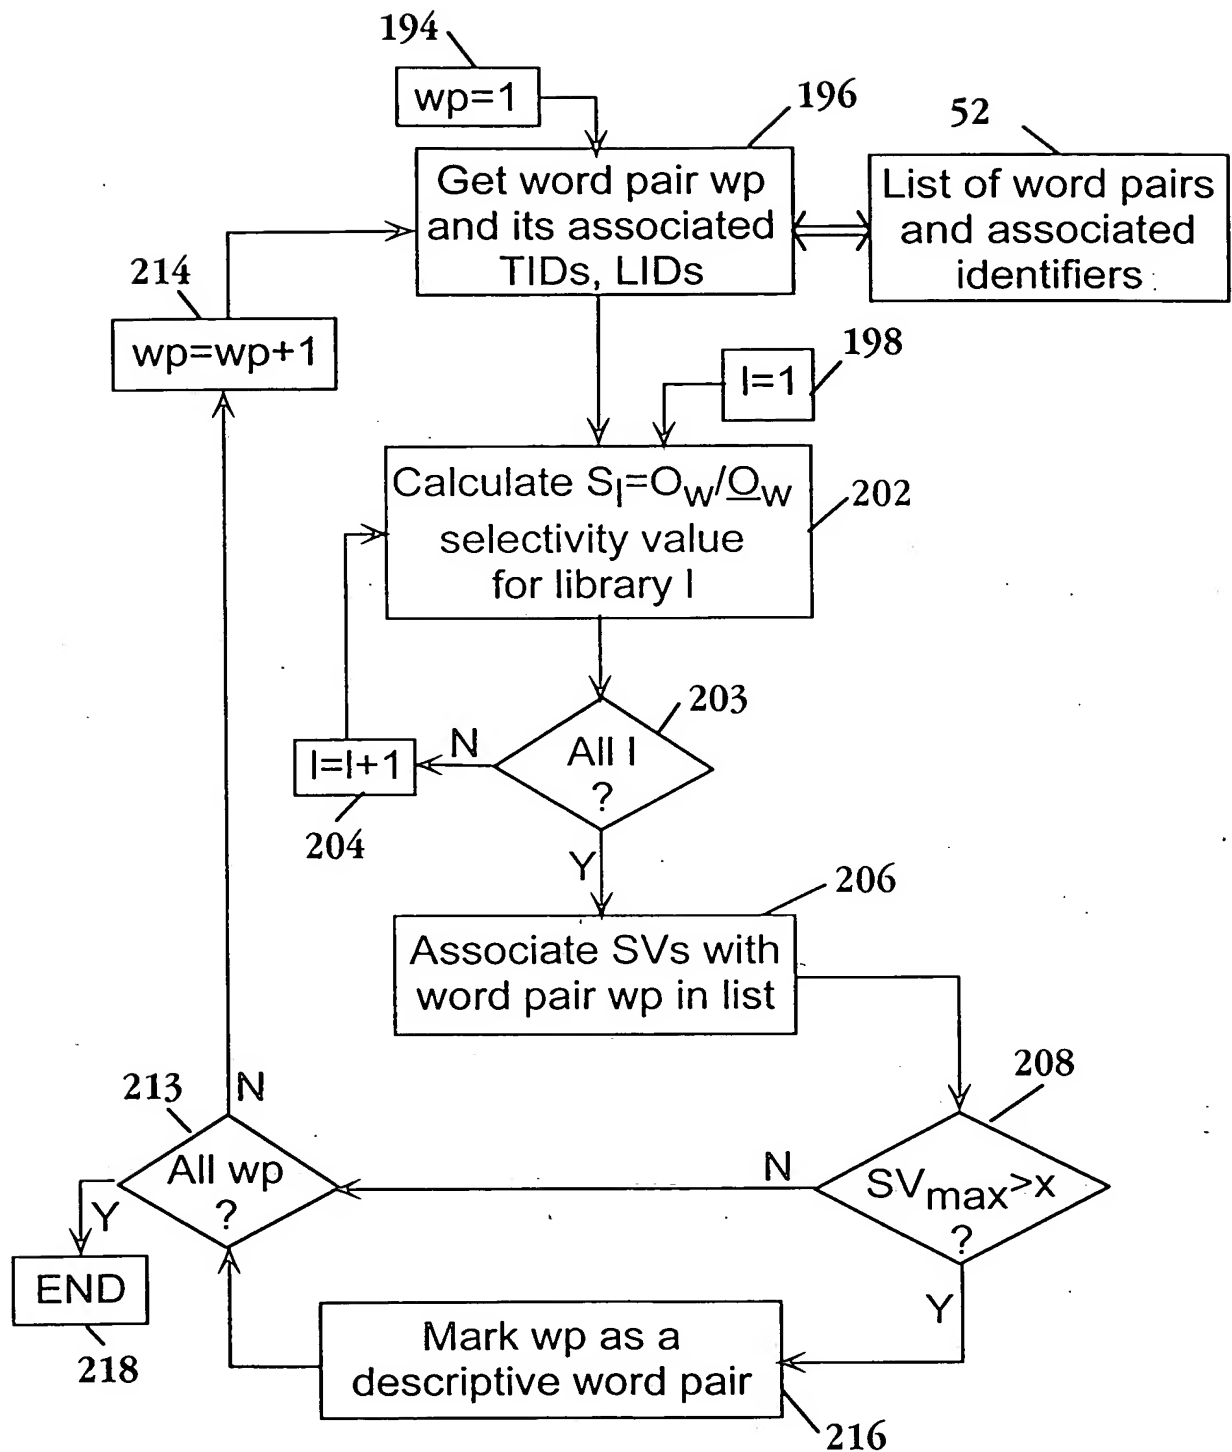 194
wp=1
196
52
Get word pair wp
and its associated
TIDs, LIDs
List of word pairs
and associated
identifiers
214
wp=wp+1
198
I=1
Calculate SI=OW/OW
selectivity value
for library I
202
203
All I
?
N
I=I+1
204
Y
206
Associate SVs with
word pair wp in list
208
SVmax>x
?
N
Y
213
N
All wp
?
Y
END
218
Mark wp as a
descriptive word pair
216